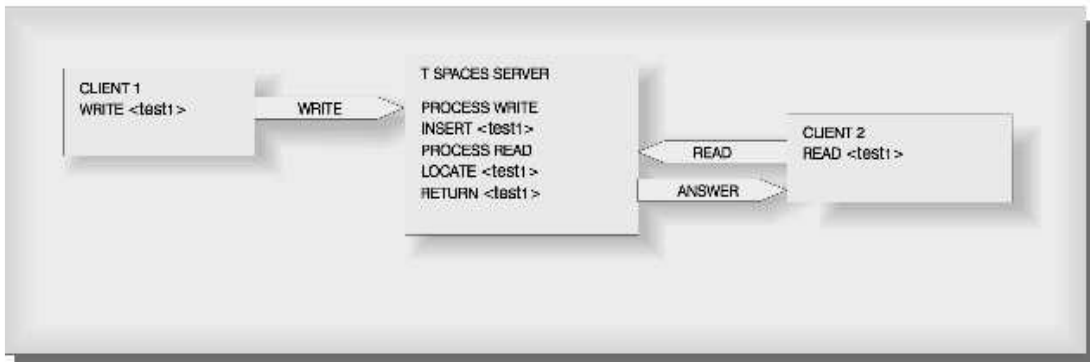 CLIENT 1
WRITE <test1>
WRITE
T SPACES SERVER
PROCESS WRITE
INSERT <test1>
PROCESS READ
LOCATE <test1>
RETURN <test1>
READ
ANSWER
CLIENT 2
READ <test1>